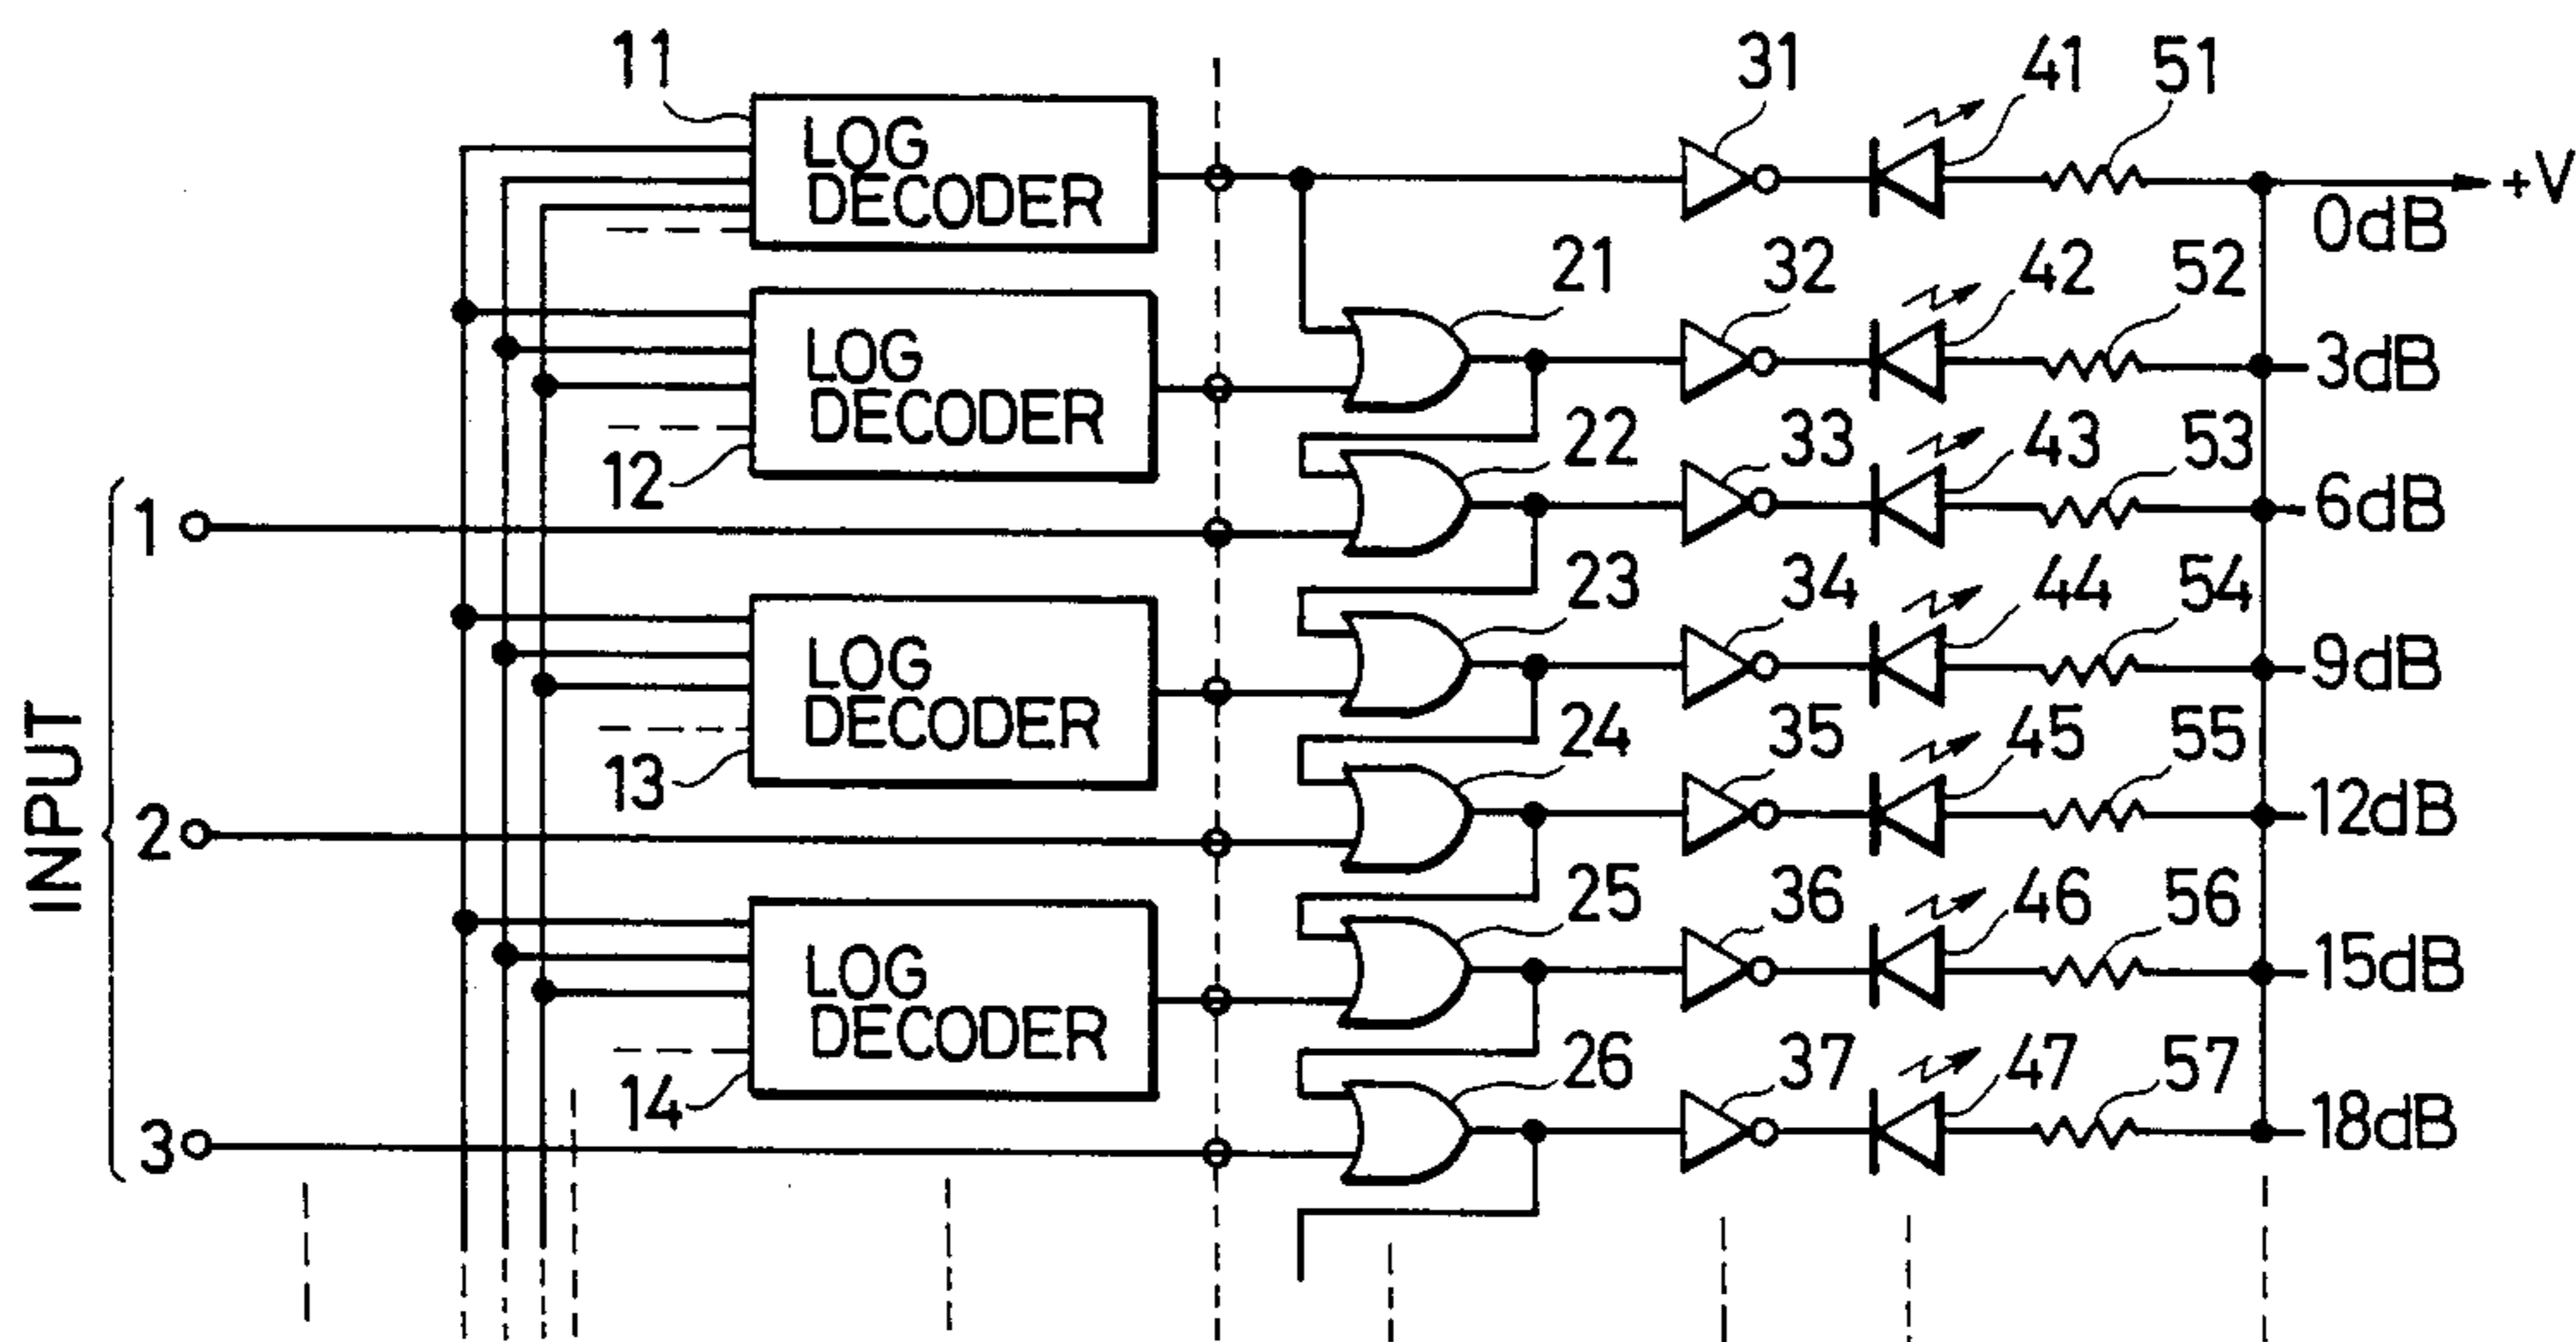 11
LOG
DECODER
31
41
51
+V
0dB
21
32
42
52
3dB
LOG
DECODER
12
22
33
43
53
6dB
INPUT
1
23
34
44
54
9dB
LOG
DECODER
13
24
35
45
55
12dB
2
25
36
46
56
15dB
LOG
DECODER
14
26
37
47
57
18dB
3